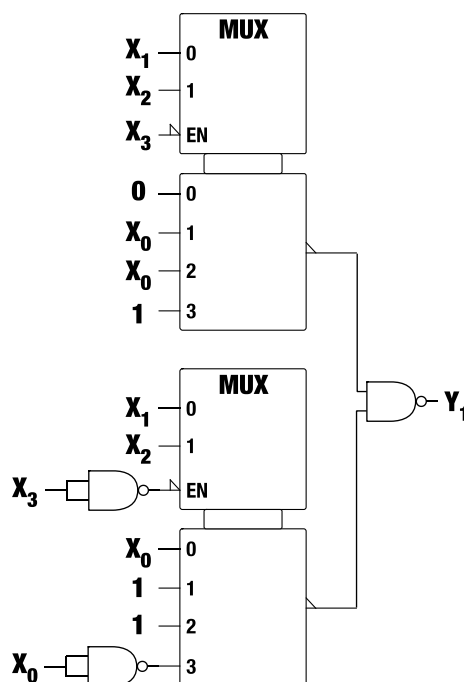 MUX
X₁ 0
X₂ 1
X₃ EN
0 0
X₀ 1
X₀ 2
1 3
Y₁
MUX
X₁ 0
X₂ 1
X₃ EN
X₀ 0
1 1
1 2
X₀ 3